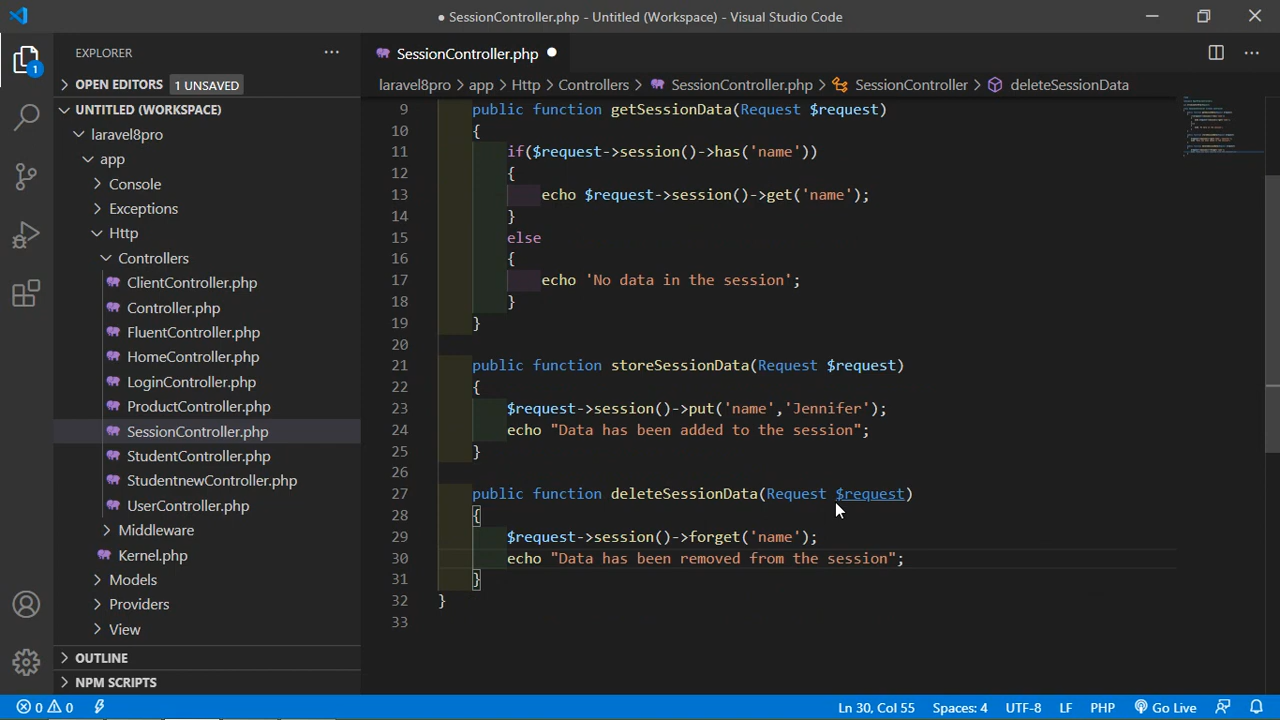 ● SessionController.php - Untitled (Workspace) - Visual Studio Code
EXPLORER
SessionController.php
OPEN EDITORS 1 UNSAVED
laravel8pro > app > Http > Controllers > SessionController.php > SessionController > deleteSessionData
1
UNTITLED (WORKSPACE)
laravel8pro
app
Console
Exceptions
Http
Controllers
ClientController.php
Controller.php
FluentController.php
HomeController.php
LoginController.php
ProductController.php
SessionController.php
StudentController.php
StudentnewController.php
UserController.php
Middleware
Kernel.php
Models
Providers
View
OUTLINE
NPM SCRIPTS
9 public function getSessionData(Request $request)
10 {
11 if($request->session()->has('name'))
12 {
13 echo $request->session()->get('name');
14 }
15 else
16 {
17 echo 'No data in the session';
18 }
19 }
20
21 public function storeSessionData(Request $request)
22 {
23 $request->session()->put('name','Jennifer');
24 echo "Data has been added to the session";
25 }
26
27 public function deleteSessionData(Request $request)
28 {
29 $request->session()->forget('name');
30 echo "Data has been removed from the session";
31 }
32 }
33
0 0 Ln 30, Col 55 Spaces: 4 UTF-8 LF PHP Go Live